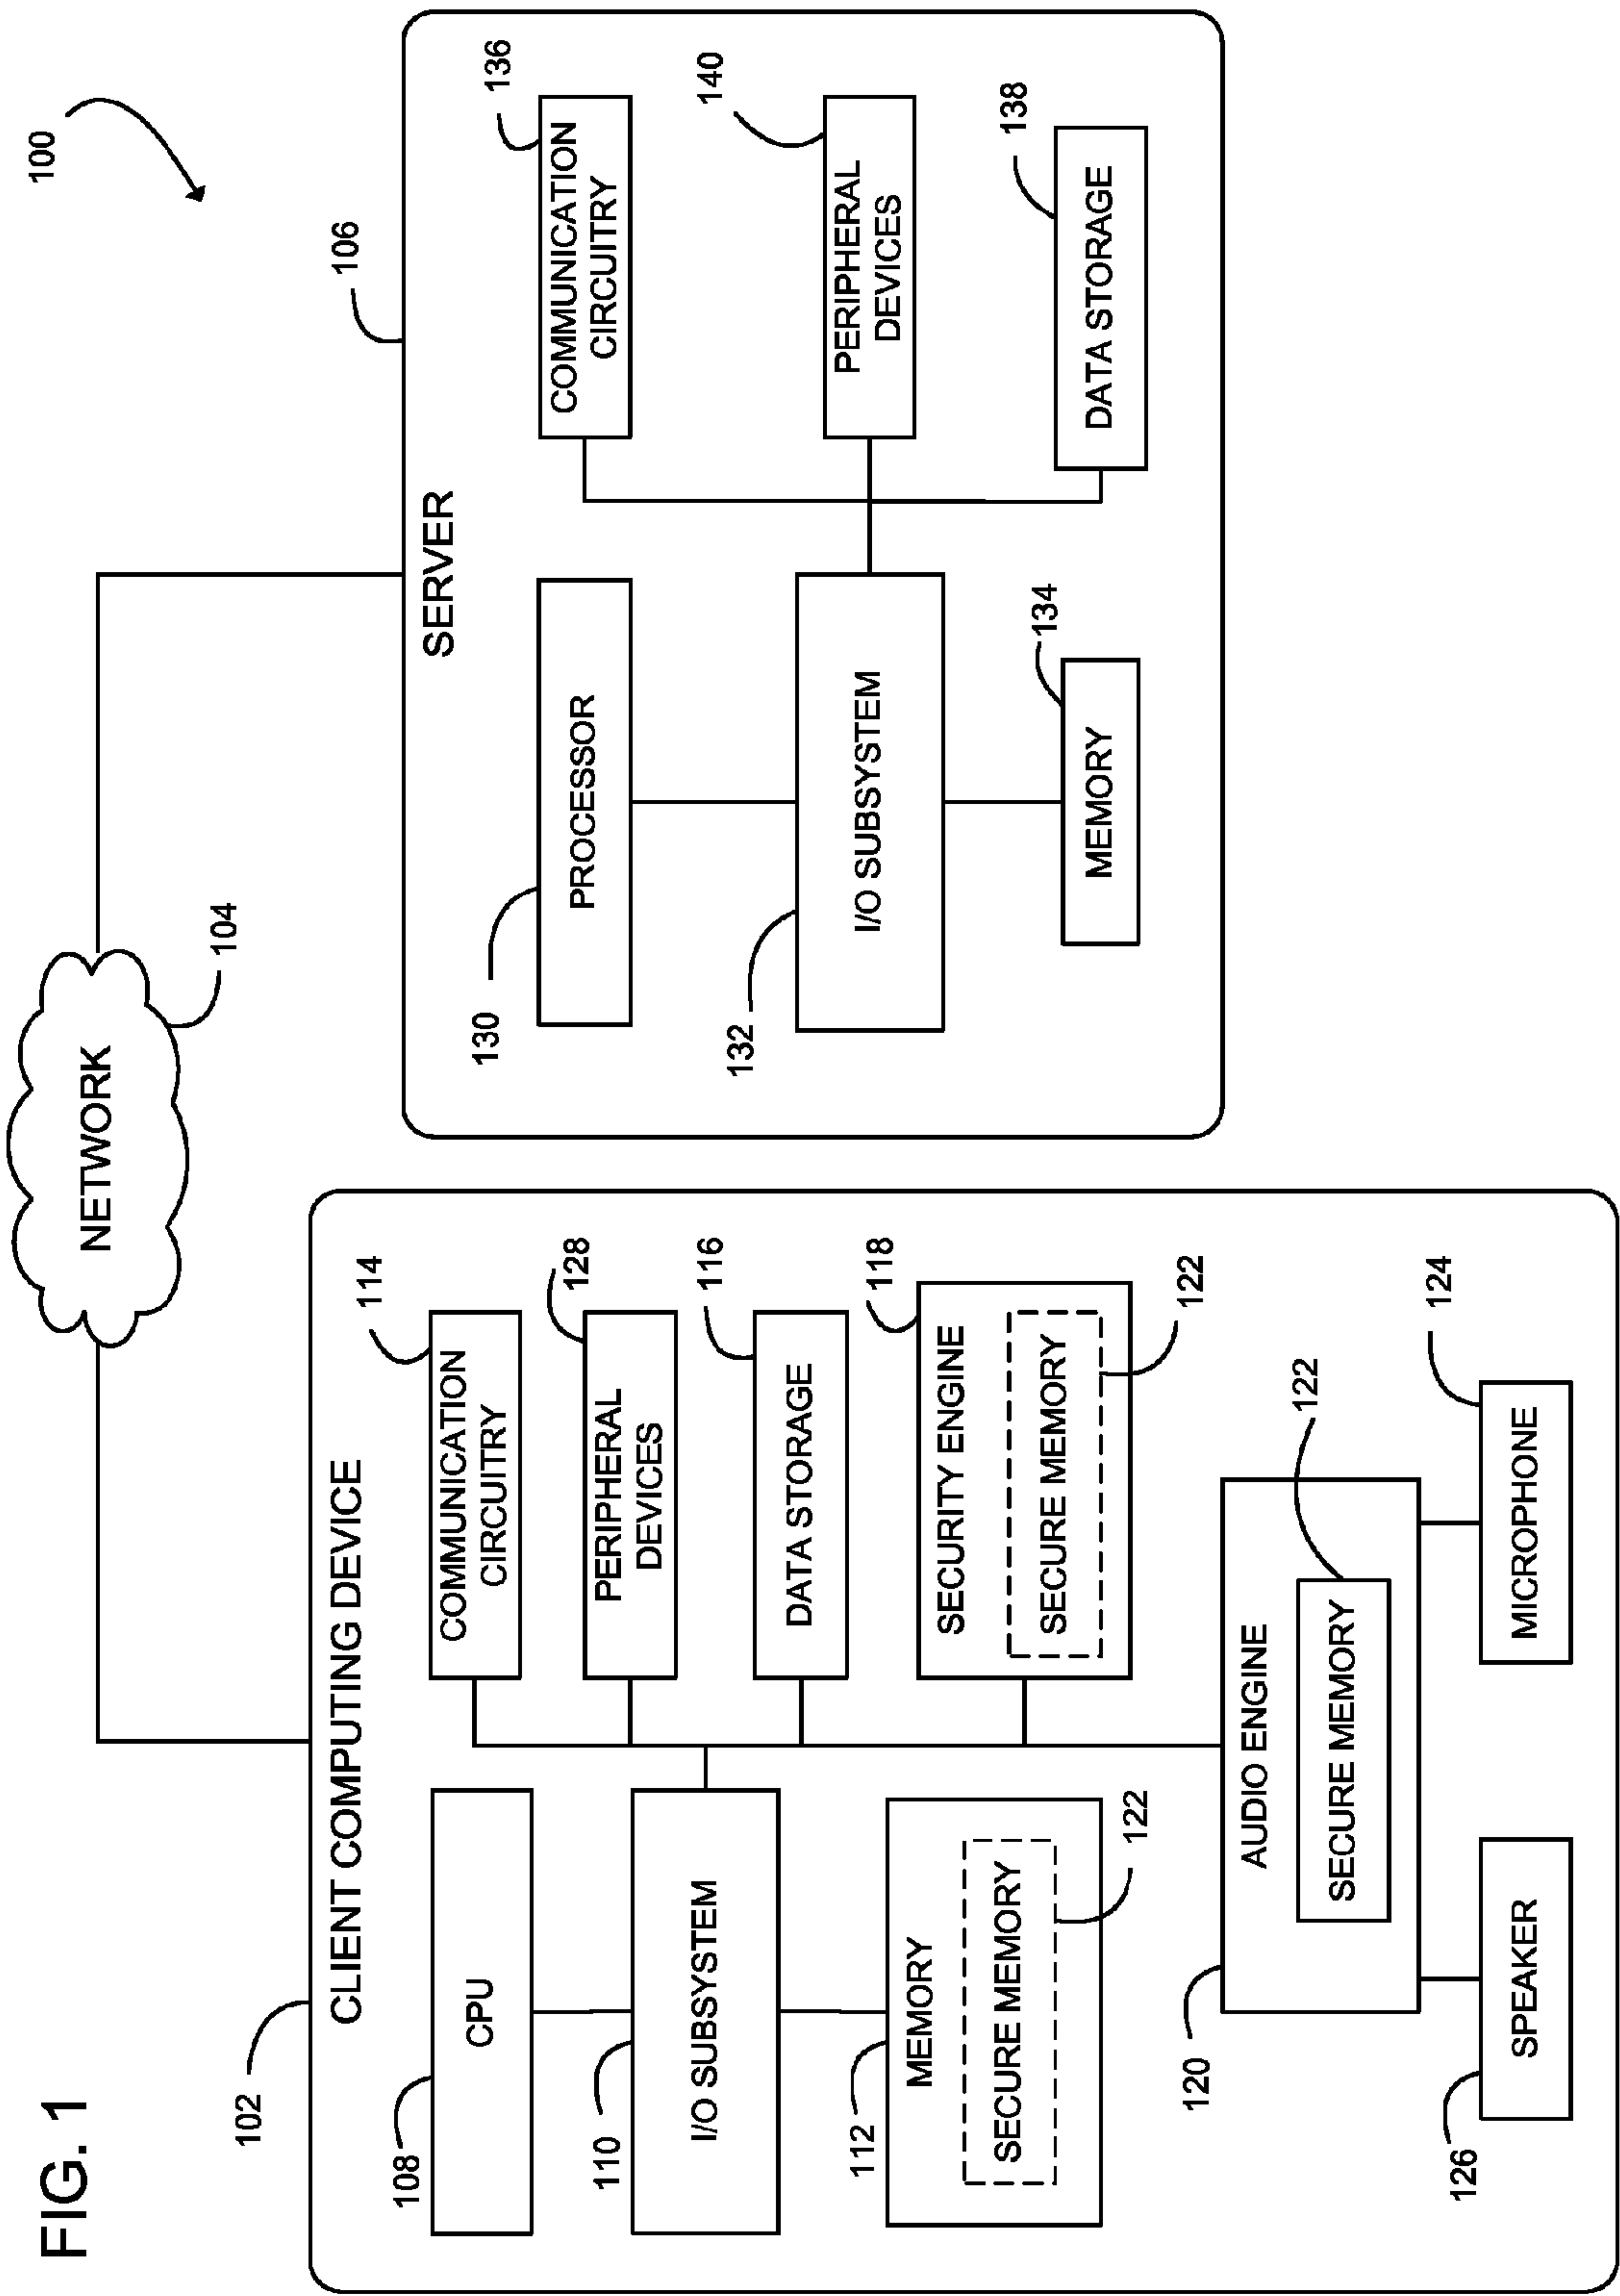 FIG. 1
100
NETWORK
104
102
CLIENT COMPUTING DEVICE
108
CPU
110
I/O SUBSYSTEM
112
MEMORY
SECURE MEMORY
122
114
COMMUNICATION
CIRCUITRY
128
PERIPHERAL
DEVICES
116
DATA STORAGE
118
SECURITY ENGINE
SECURE MEMORY
122
120
AUDIO ENGINE
SECURE MEMORY
122
126
SPEAKER
124
MICROPHONE
106
SERVER
130
PROCESSOR
132
I/O SUBSYSTEM
134
MEMORY
136
COMMUNICATION
CIRCUITRY
140
PERIPHERAL
DEVICES
138
DATA STORAGE